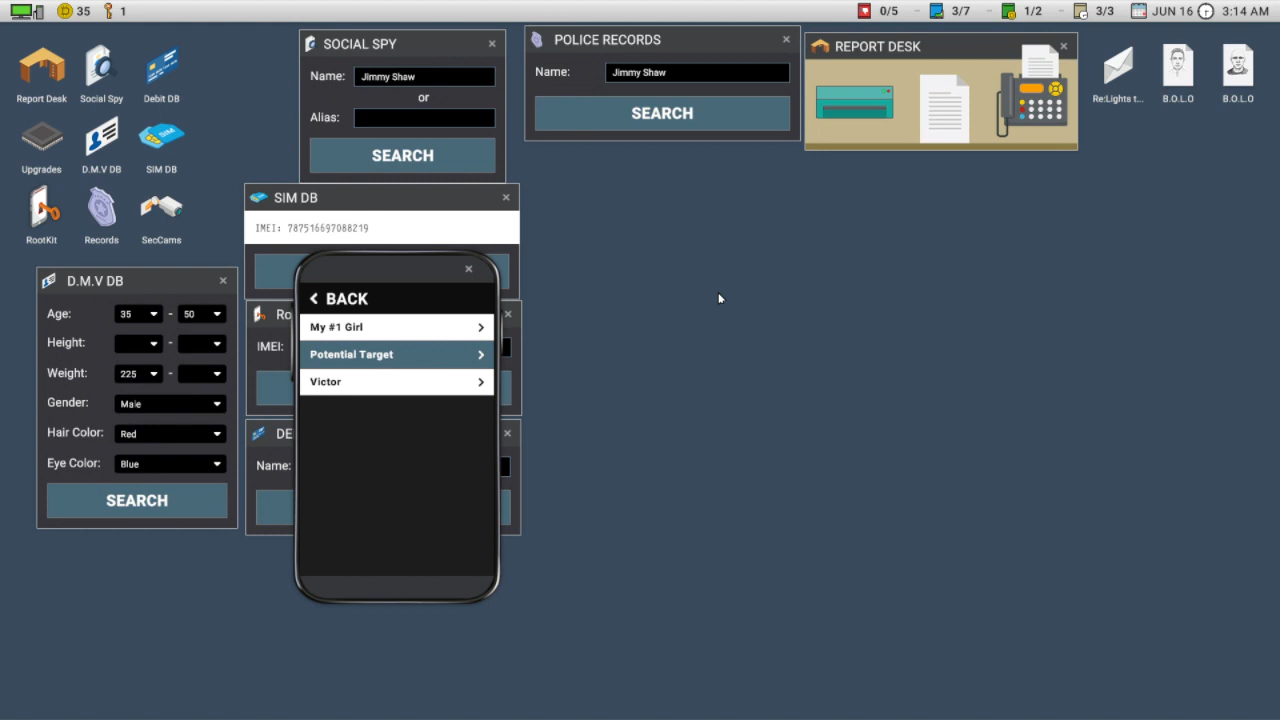 35
1
0/5
3/7
1/2
3/3
JUN 16
3:14 AM
Report Desk
Social Spy
Debit DB
Upgrades
D.M.V DB
SIM DB
RootKit
Records
SecCams
SOCIAL SPY
Name: Jimmy Shaw
or
Alias:
SEARCH
POLICE RECORDS
Name: Jimmy Shaw
SEARCH
REPORT DESK
Re:Lights t...
B.O.L.O
B.O.L.O
SIM DB
IMEI: 787516697088219
D.M.V DB
Age: 35 - 50
Height: -
Weight: 225 -
Gender: Male
Hair Color: Red
Eye Color: Blue
SEARCH
Ro
IMEI:
DE
Name:
BACK
My #1 Girl
Potential Target
Victor